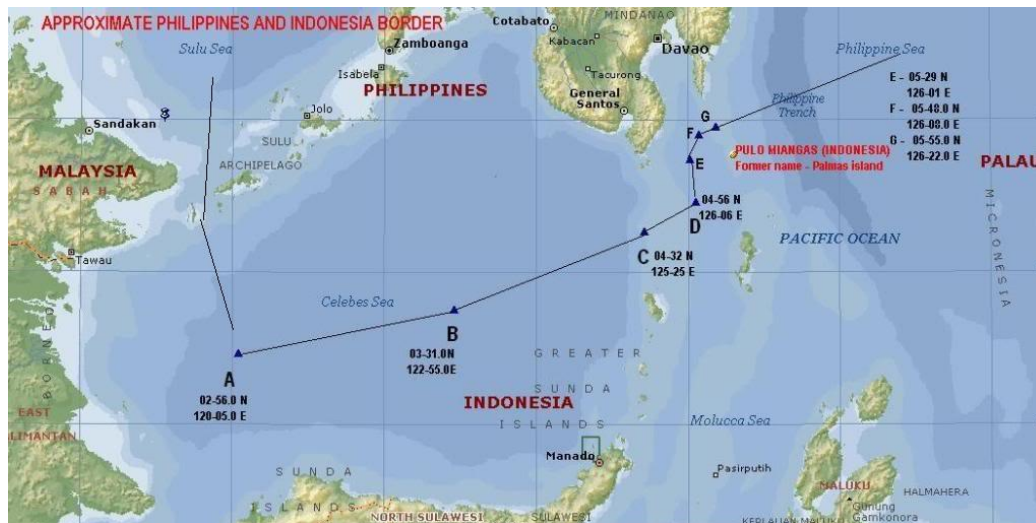 APPROXIMATE PHILIPPINES AND INDONESIA BORDER
MINDANAO
Cotabato
Sulu Sea
Zamboanga
Kabacan
Davao
Philippine Sea
Isabela
Tacurong
PHILIPPINES
General
Santos
E - 05-29 N
126-01 E
F - 05-48.0 N
126-08.0 E
G - 05-55.0 N
126-22.0 E
Philippine
Trench
Sandakan
Jolo
SULU
ARCHIPELAGO
G
F
E
PULO MIANGAS (INDONESIA)
Former name - Palmas island
PALAU
MALAYSIA
SABAH
04-56 N
126-06 E
D
MICRONESIA
PACIFIC OCEAN
C
04-32 N
125-25 E
Tawau
Celebes Sea
B
03-31.0N
122-55.0E
BORNEO
A
02-56.0 N
120-05.0 E
GREATER
SUNDA
ISLANDS
INDONESIA
EAST
Molucca Sea
Manado
Pasirputih
SUNDA
ISLANDS
NORTH SULAWESI
SULAWESI
MALUKU
HALMAHERA
Gunung
Gamkonora